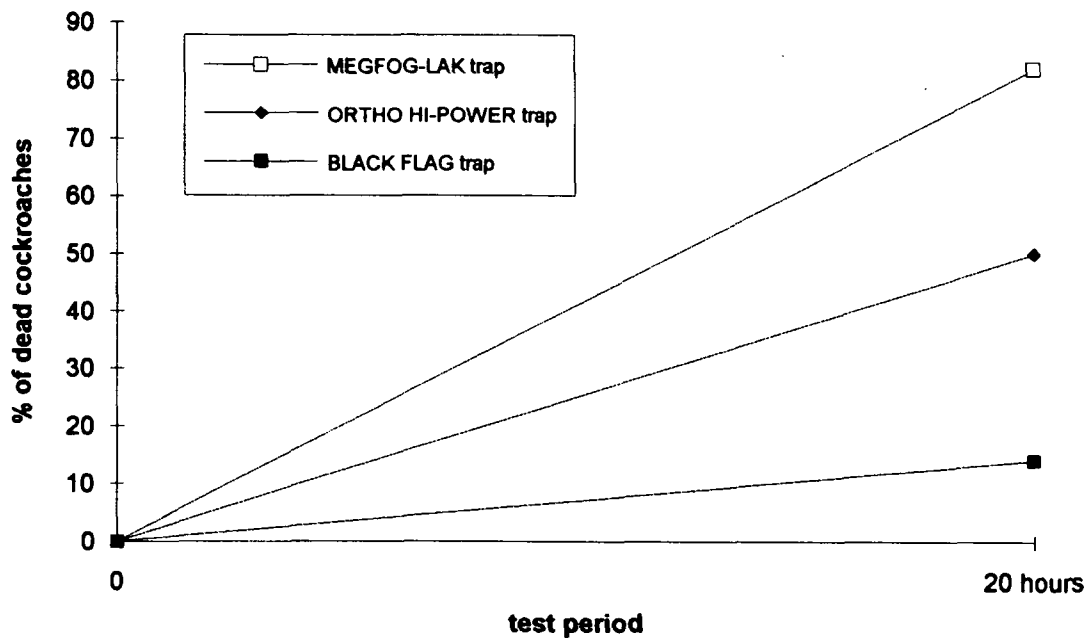 90
80
70
60
50
40
30
20
10
0
% of dead cockroaches
MEGFOG-LAK trap
ORTHO HI-POWER trap
BLACK FLAG trap
0
20 hours
test period